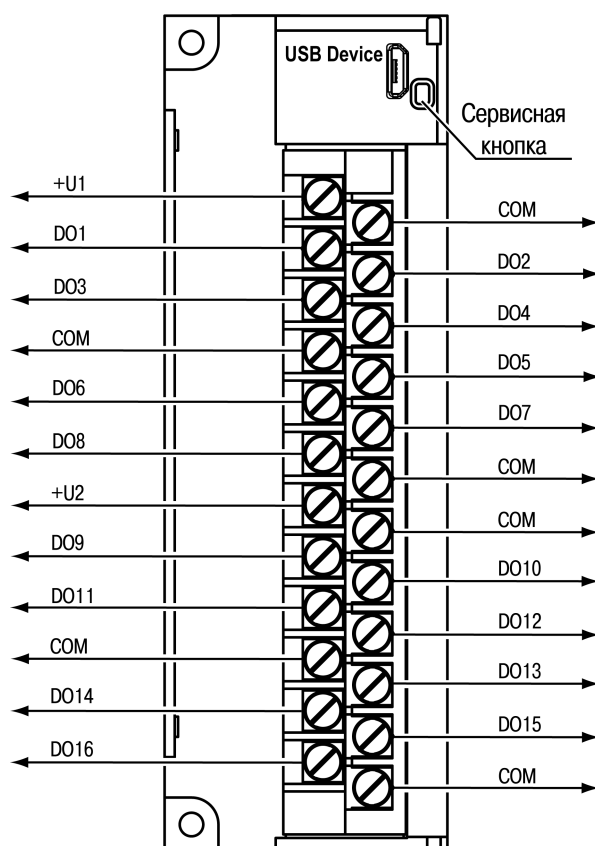 USB Device
Сервисная
кнопка
+U1
COM
DO1
DO2
DO3
DO4
COM
DO5
DO6
DO7
DO8
COM
+U2
COM
DO9
DO10
DO11
DO12
COM
DO13
DO14
DO15
DO16
COM